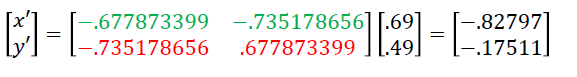 [x′ y′] = [−.677873399 −.735178656 −.735178656 .677873399] [.69 .49] = [−.82797 −.17511]